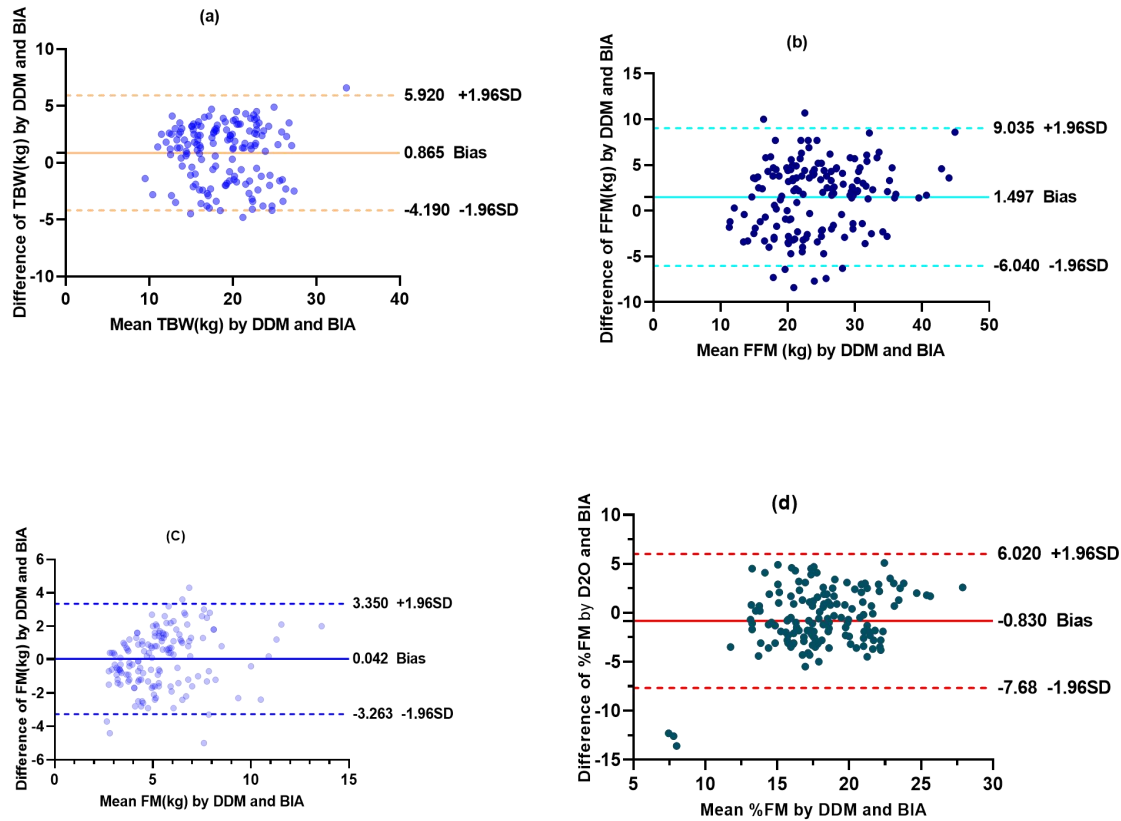 (a)
Difference of TBW(kg) by DDM and BIA
10
5
0
-5
-10
5.920 +1.96SD
0.865 Bias
-4.190 -1.96SD
0 10 20 30 40
Mean TBW(kg) by DDM and BIA
(b)
Difference of FFM(kg) by DDM and BIA
15
10
5
0
-5
-10
9.035 +1.96SD
1.497 Bias
-6.040 -1.96SD
0 10 20 30 40 50
Mean FFM (kg) by DDM and BIA
(C)
Difference of FM(kg) by DDM and BIA
6
4
2
0
-2
-4
-6
3.350 +1.96SD
0.042 Bias
-3.263 -1.96SD
0 5 10 15
Mean FM(kg) by DDM and BIA
(d)
Difference of %FM by D2O and BIA
10
5
0
-5
-10
-15
6.020 +1.96SD
-0.830 Bias
-7.68 -1.96SD
5 10 15 20 25 30
Mean %FM by DDM and BIA